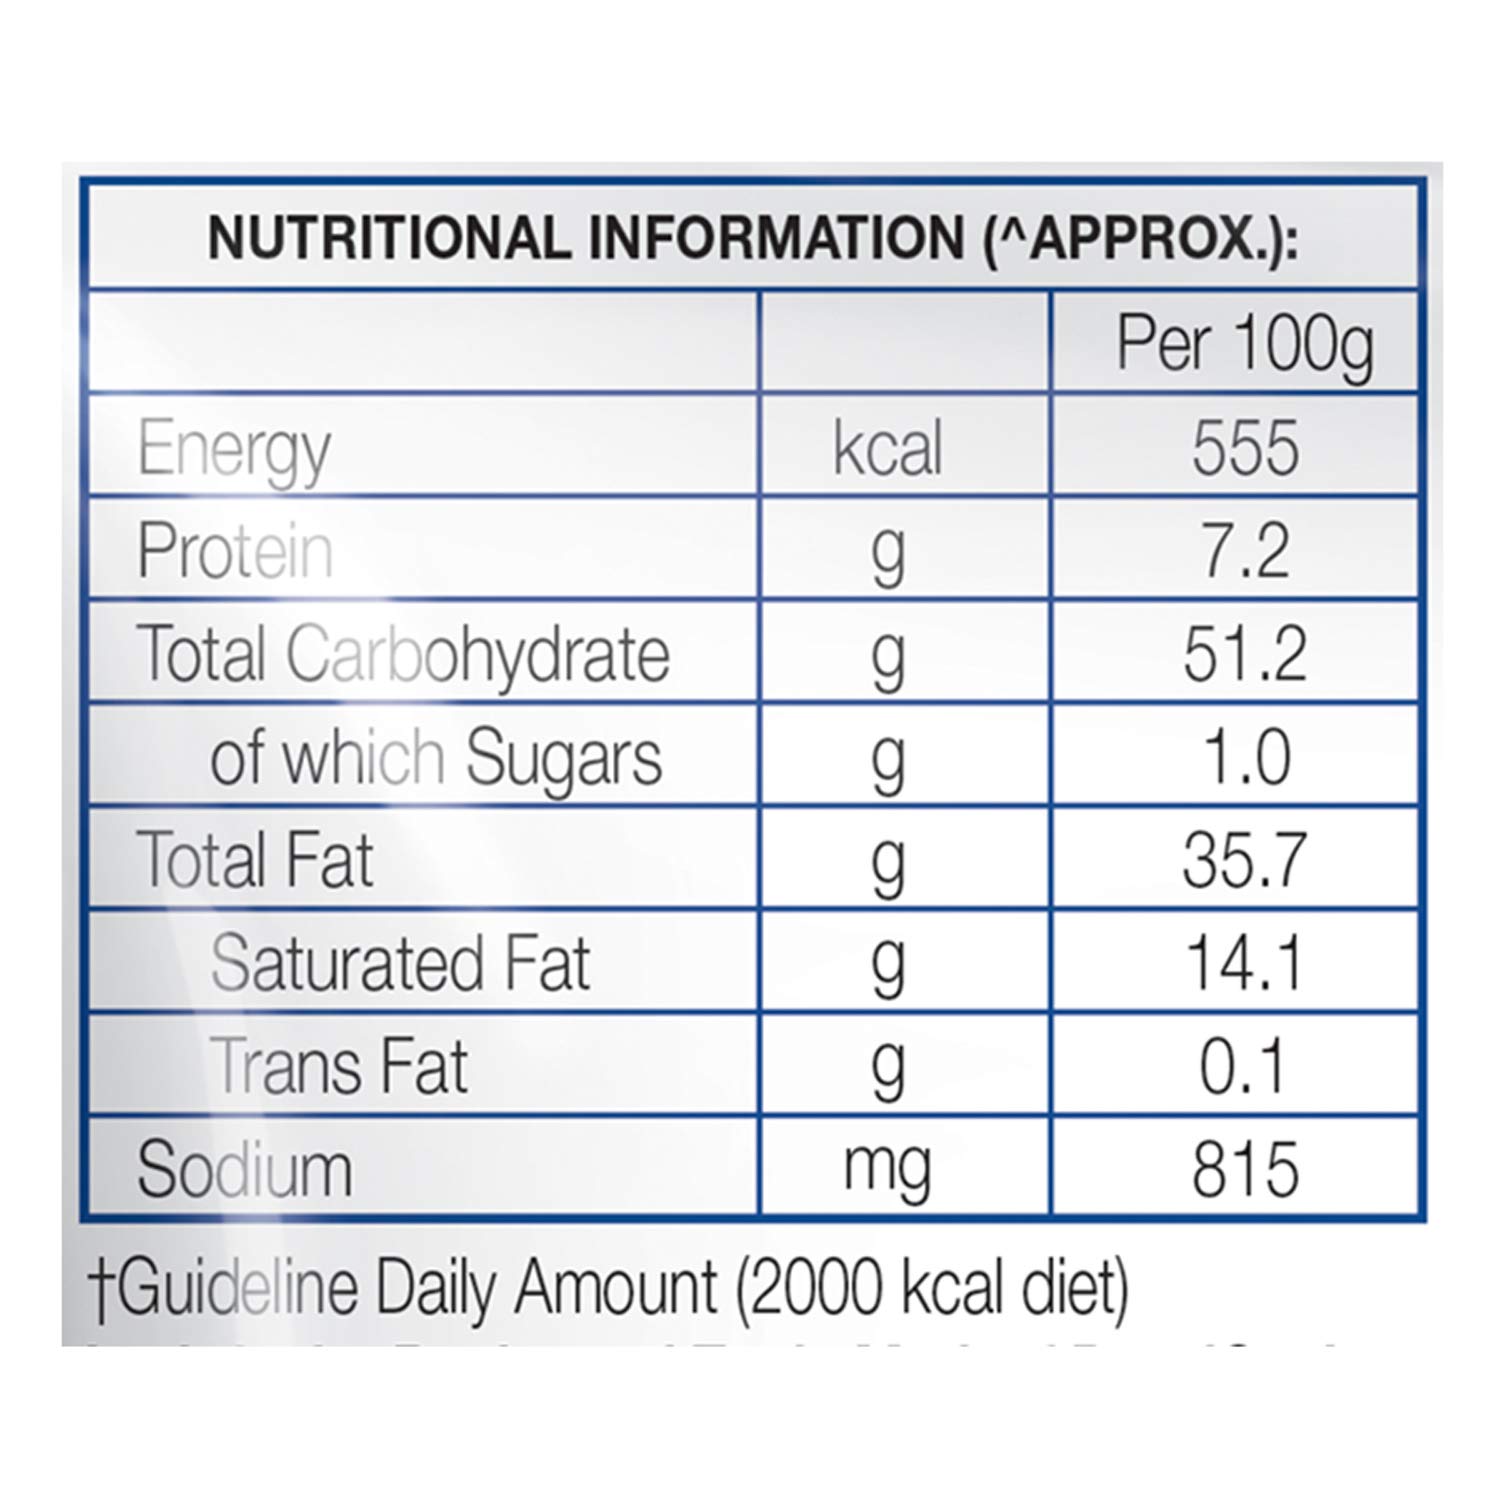 NUTRITIONAL INFORMATION (^APPROX.):
Per 100g
Energy kcal 555
Protein g 7.2
Total Carbohydrate g 51.2
of which Sugars g 1.0
Total Fat g 35.7
Saturated Fat g 14.1
Trans Fat g 0.1
Sodium mg 815
†Guideline Daily Amount (2000 kcal diet)